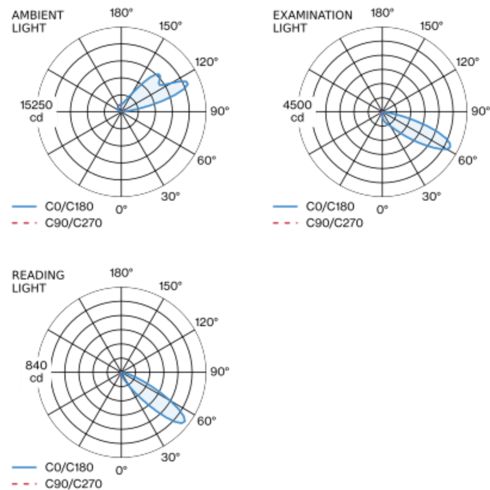 AMBIENT
LIGHT
180°
150°
120°
15250
cd
90°
60°
30°
0°
C0/C180
C90/C270
EXAMINATION
LIGHT
180°
150°
120°
4500
cd
90°
60°
30°
0°
C0/C180
C90/C270
READING
LIGHT
180°
150°
120°
840
cd
90°
60°
30°
0°
C0/C180
C90/C270